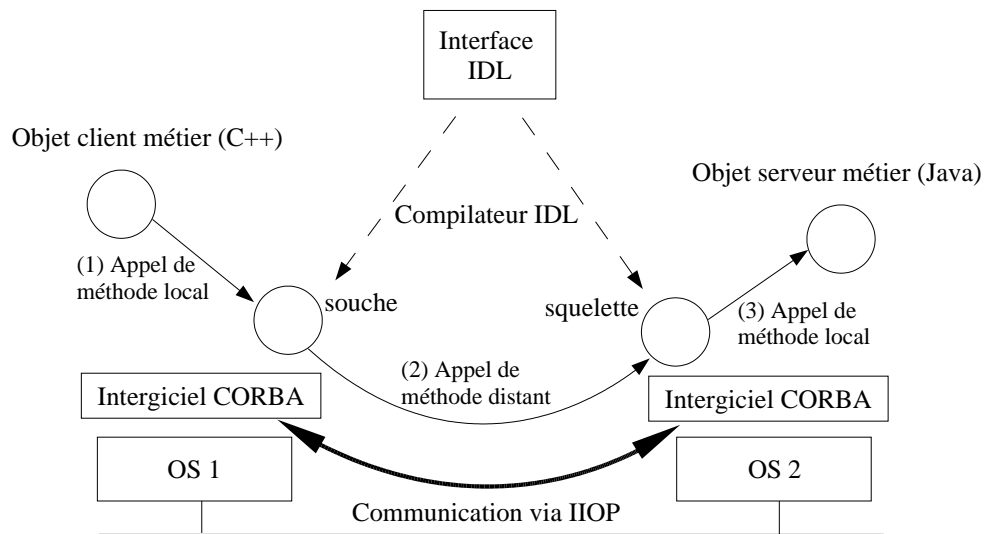 Interface
IDL
Objet client métier (C++)
Objet serveur métier (Java)
Compilateur IDL
(1) Appel de
méthode local
souche
squelette
(3) Appel de
méthode local
(2) Appel de
méthode distant
Intergiciel CORBA
Intergiciel CORBA
OS 1
OS 2
Communication via IIOP